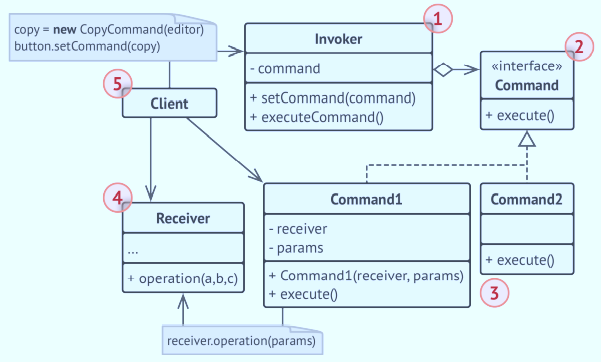 copy = new CopyCommand(editor)
button.setCommand(copy)
1
Invoker
- command
+ setCommand(command)
+ executeCommand()
2
«interface»
Command
+ execute()
5
Client
4
Receiver
...
+ operation(a,b,c)
Command1
- receiver
- params
+ Command1(receiver, params)
+ execute()
Command2
+ execute()
3
receiver.operation(params)